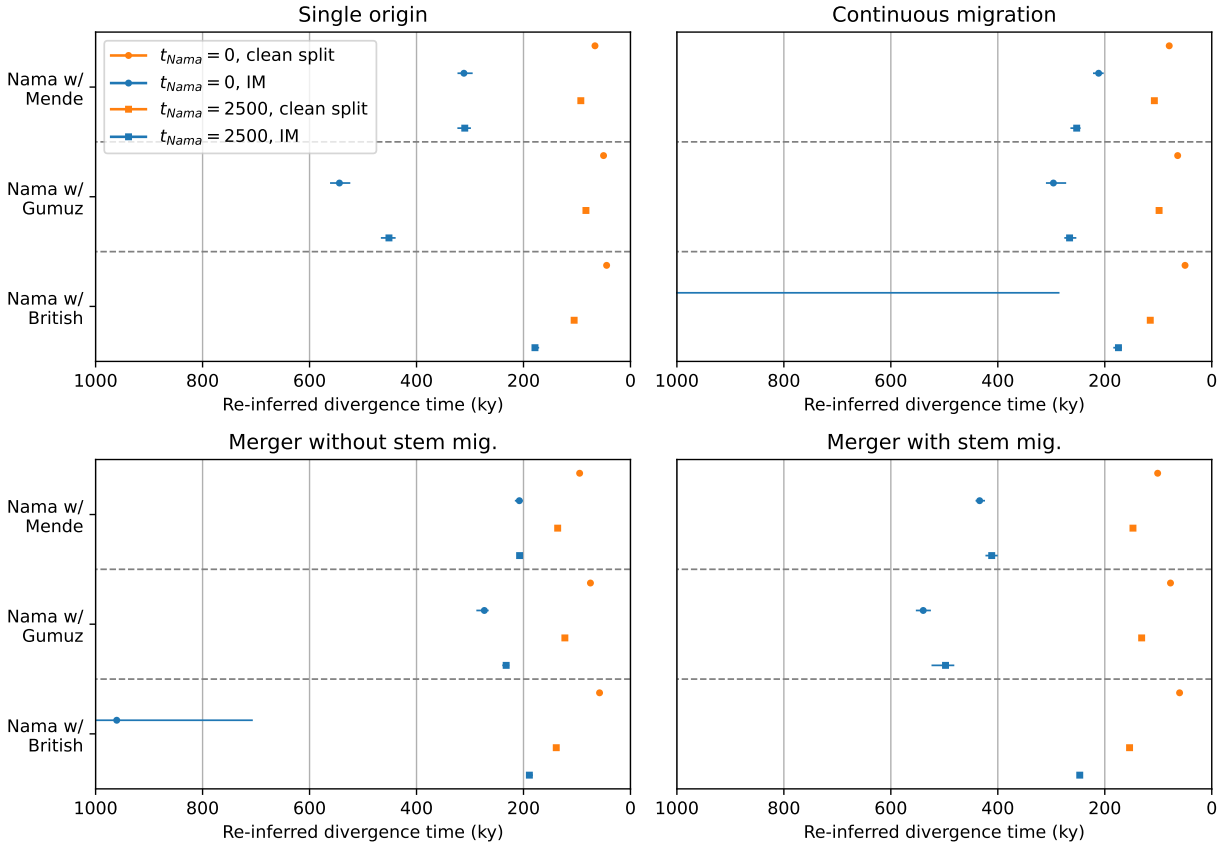 Single origin
Continuous migration
t_Nama = 0, clean split
t_Nama = 0, IM
t_Nama = 2500, clean split
t_Nama = 2500, IM
Nama w/
Mende
Nama w/
Gumuz
Nama w/
British
1000 800 600 400 200 0
Re-inferred divergence time (ky)
1000 800 600 400 200 0
Re-inferred divergence time (ky)
Merger without stem mig.
Merger with stem mig.
Nama w/
Mende
Nama w/
Gumuz
Nama w/
British
1000 800 600 400 200 0
Re-inferred divergence time (ky)
1000 800 600 400 200 0
Re-inferred divergence time (ky)